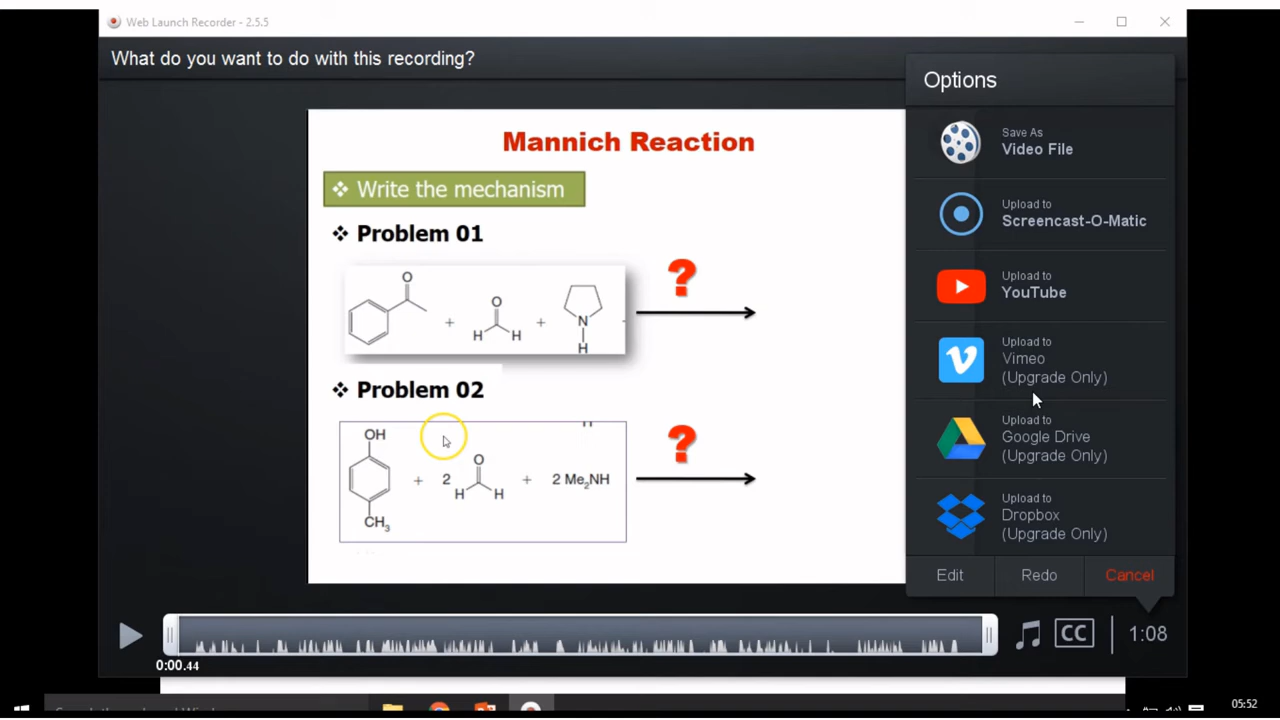 Web Launch Recorder - 2.5.5
What do you want to do with this recording?
Options
Save As
Video File
Upload to
Screencast-O-Matic
Upload to
YouTube
Upload to
Vimeo
(Upgrade Only)
Upload to
Google Drive
(Upgrade Only)
Upload to
Dropbox
(Upgrade Only)
Edit Redo Cancel
Mannich Reaction
❖ Write the mechanism
❖ Problem 01
O
O
+ H H + N
H
?
❖ Problem 02
OH
O
+ 2 H H + 2 Me₂NH
CH₃
?
CC 1:08
0:00.44
05:52